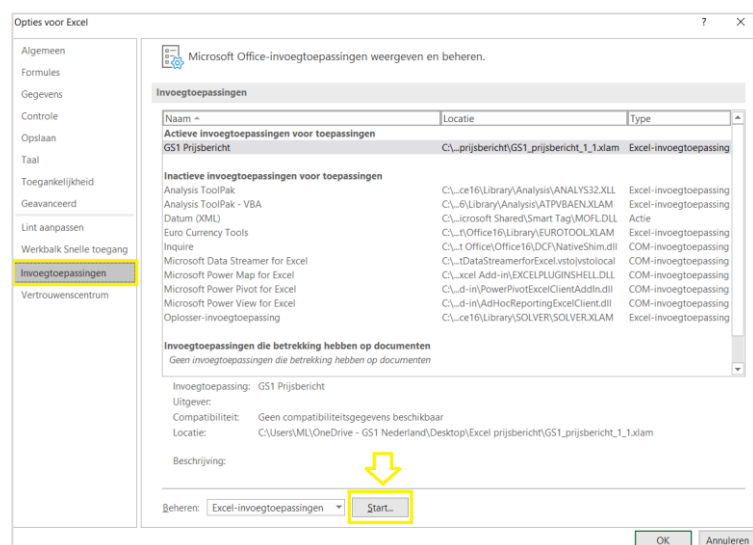 Opties voor Excel ? ×
Algemeen
Formules
Gegevens
Controle
Opslaan
Taal
Toegankelijkheid
Geavanceerd
Lint aanpassen
Werkbalk Snelle toegang
Invoegtoepassingen
Vertrouwenscentrum
Microsoft Office-invoegtoepassingen weergeven en beheren.
Invoegtoepassingen
Naam Locatie Type
Actieve invoegtoepassingen voor toepassingen
GS1 Prijsbericht C:\...prijsbericht\GS1_prijsbericht_1_1.xlam Excel-invoegtoepassing
Inactieve invoegtoepassingen voor toepassingen
Analysis ToolPak C:\...ce16\Library\Analysis\ANALYS32.XLL Excel-invoegtoepassing
Analysis ToolPak - VBA C:\...6\Library\Analysis\ATPVBAEN.XLAM Excel-invoegtoepassing
Datum (XML) C:\...icrosoft Shared\Smart Tag\MOFL.DLL Actie
Euro Currency Tools C:\...t\Office16\Library\EUROTOOL.XLAM Excel-invoegtoepassing
Inquire C:\...t Office\Office16\DCF\NativeShim.dll COM-invoegtoepassing
Microsoft Data Streamer for Excel C:\...tDataStreamerforExcel.vsto|vstolocal COM-invoegtoepassing
Microsoft Power Map for Excel C:\...xcel Add-in\EXCELPLUGINSHELL.DLL COM-invoegtoepassing
Microsoft Power Pivot for Excel C:\...d-in\PowerPivotExcelClientAddIn.dll COM-invoegtoepassing
Microsoft Power View for Excel C:\...d-in\AdHocReportingExcelClient.dll COM-invoegtoepassing
Oplosser-invoegtoepassing C:\...ce16\Library\SOLVER\SOLVER.XLAM Excel-invoegtoepassing
Invoegtoepassingen die betrekking hebben op documenten
Geen invoegtoepassingen die betrekking hebben op documenten
Invoegtoepassing: GS1 Prijsbericht
Uitgever:
Compatibiliteit: Geen compatibiliteitsgegevens beschikbaar
Locatie: C:\Users\ML\OneDrive - GS1 Nederland\Desktop\Excel prijsbericht\GS1_prijsbericht_1_1.xlam
Beschrijving:
Beheren: Excel-invoegtoepassingen Start...
OK Annuleren